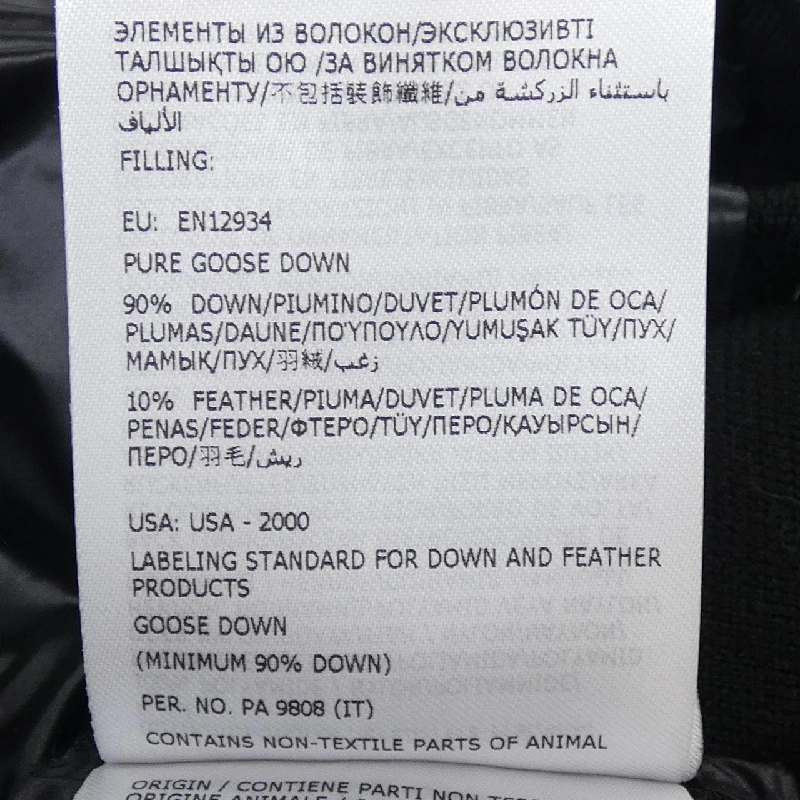 ЭЛЕМЕНТЫ ИЗ ВОЛОКОН/ЭКСКЛЮЗИВТІ
ТАЛШЫҚТЫ ОЮ /ЗА ВИНЯТКОМ ВОЛОКНА
ОРНАМЕНТУ/不包括裝飾纖維/باستثناء الزركشة من
الألياف
FILLING:
EU: EN12934
PURE GOOSE DOWN
90% DOWN/PIUMINO/DUVET/PLUMÓN DE OCA/
PLUMAS/DAUNE/ΠΟΎΠΟΥΛΟ/YUMUŞAK TÜY/ПУХ/
МАМЫҚ/ПУХ/羽絨/زغب
10% FEATHER/PIUMA/DUVET/PLUMA DE OCA/
PENAS/FEDER/ΦΤΕΡΌ/TÜY/ПЕРО/ҚАУЫРСЫН/
ПЕРО/羽毛/ريش
USA: USA - 2000
LABELING STANDARD FOR DOWN AND FEATHER
PRODUCTS
GOOSE DOWN
(MINIMUM 90% DOWN)
PER. NO. PA 9808 (IT)
CONTAINS NON-TEXTILE PARTS OF ANIMAL
ORIGIN / CONTIENE PARTI NON
ORIGINE ANIMALE /